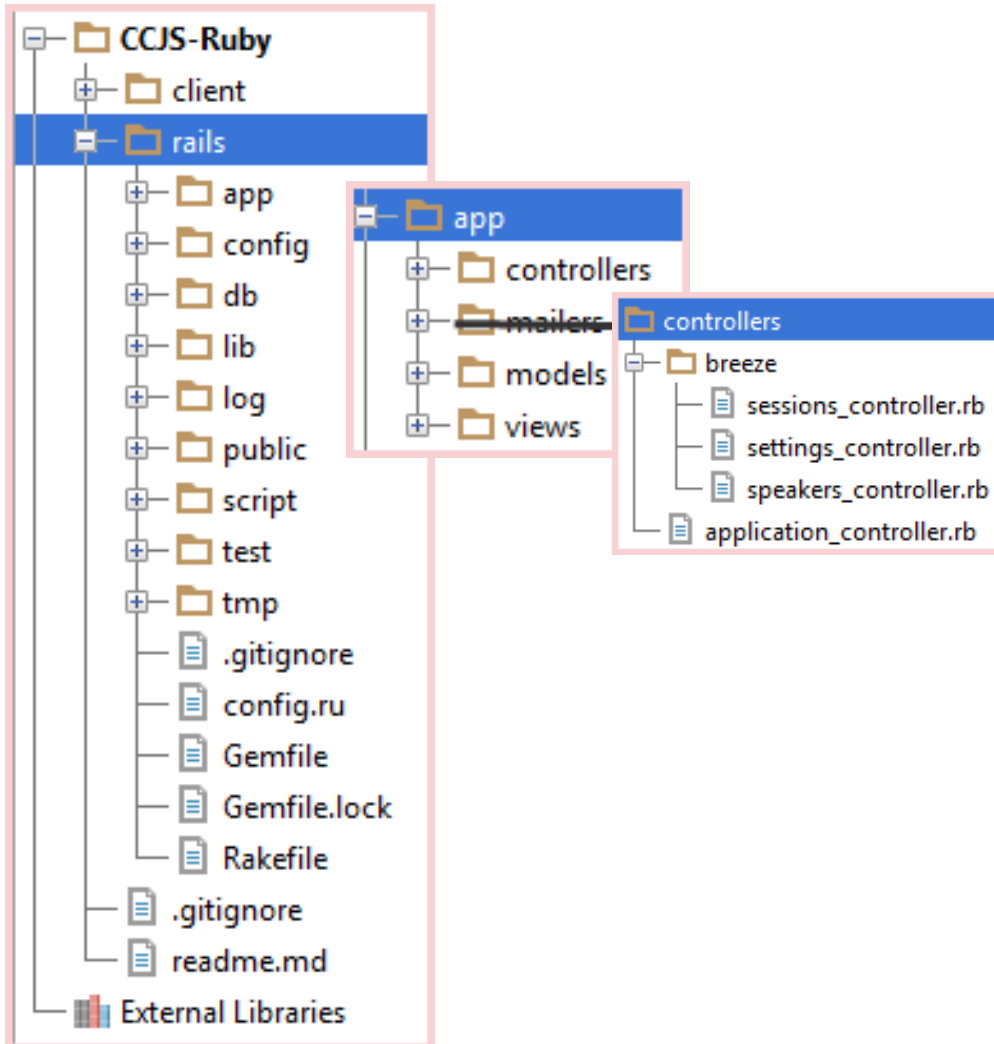 CCJS-Ruby
client
rails
app
config
db
lib
log
public
script
test
tmp
.gitignore
config.ru
Gemfile
Gemfile.lock
Rakefile
.gitignore
readme.md
External Libraries
app
controllers
mailers
models
views
controllers
breeze
sessions_controller.rb
settings_controller.rb
speakers_controller.rb
application_controller.rb